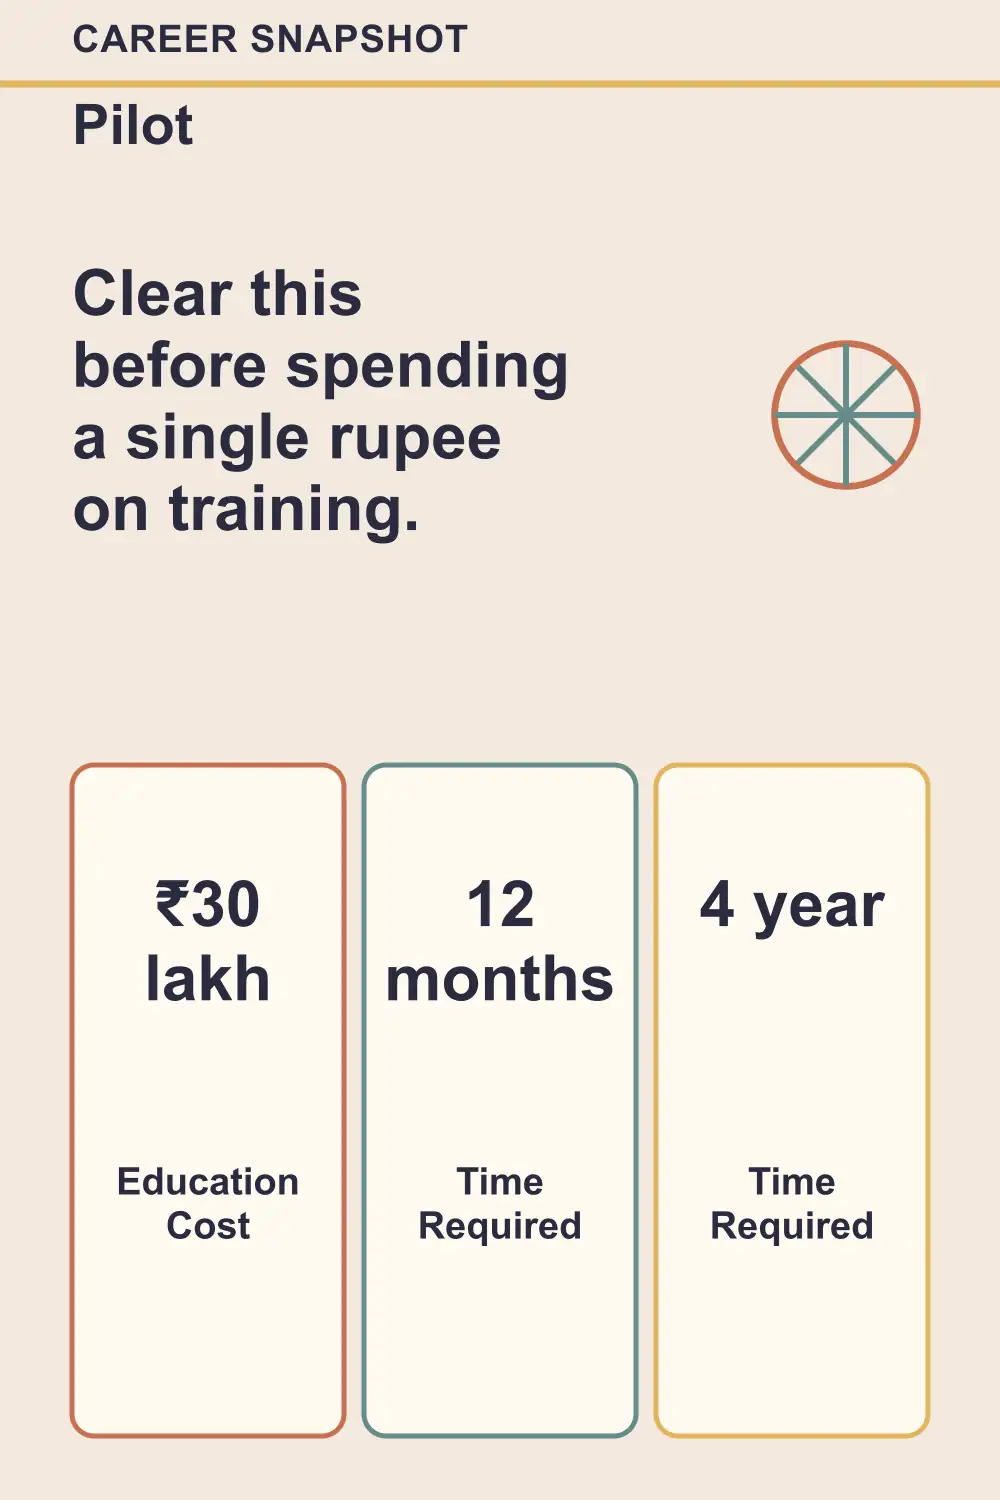 CAREER SNAPSHOT
Pilot
Clear this
before spending
a single rupee
on training.
₹30
lakh
Education
Cost
12
months
Time
Required
4 year
Time
Required